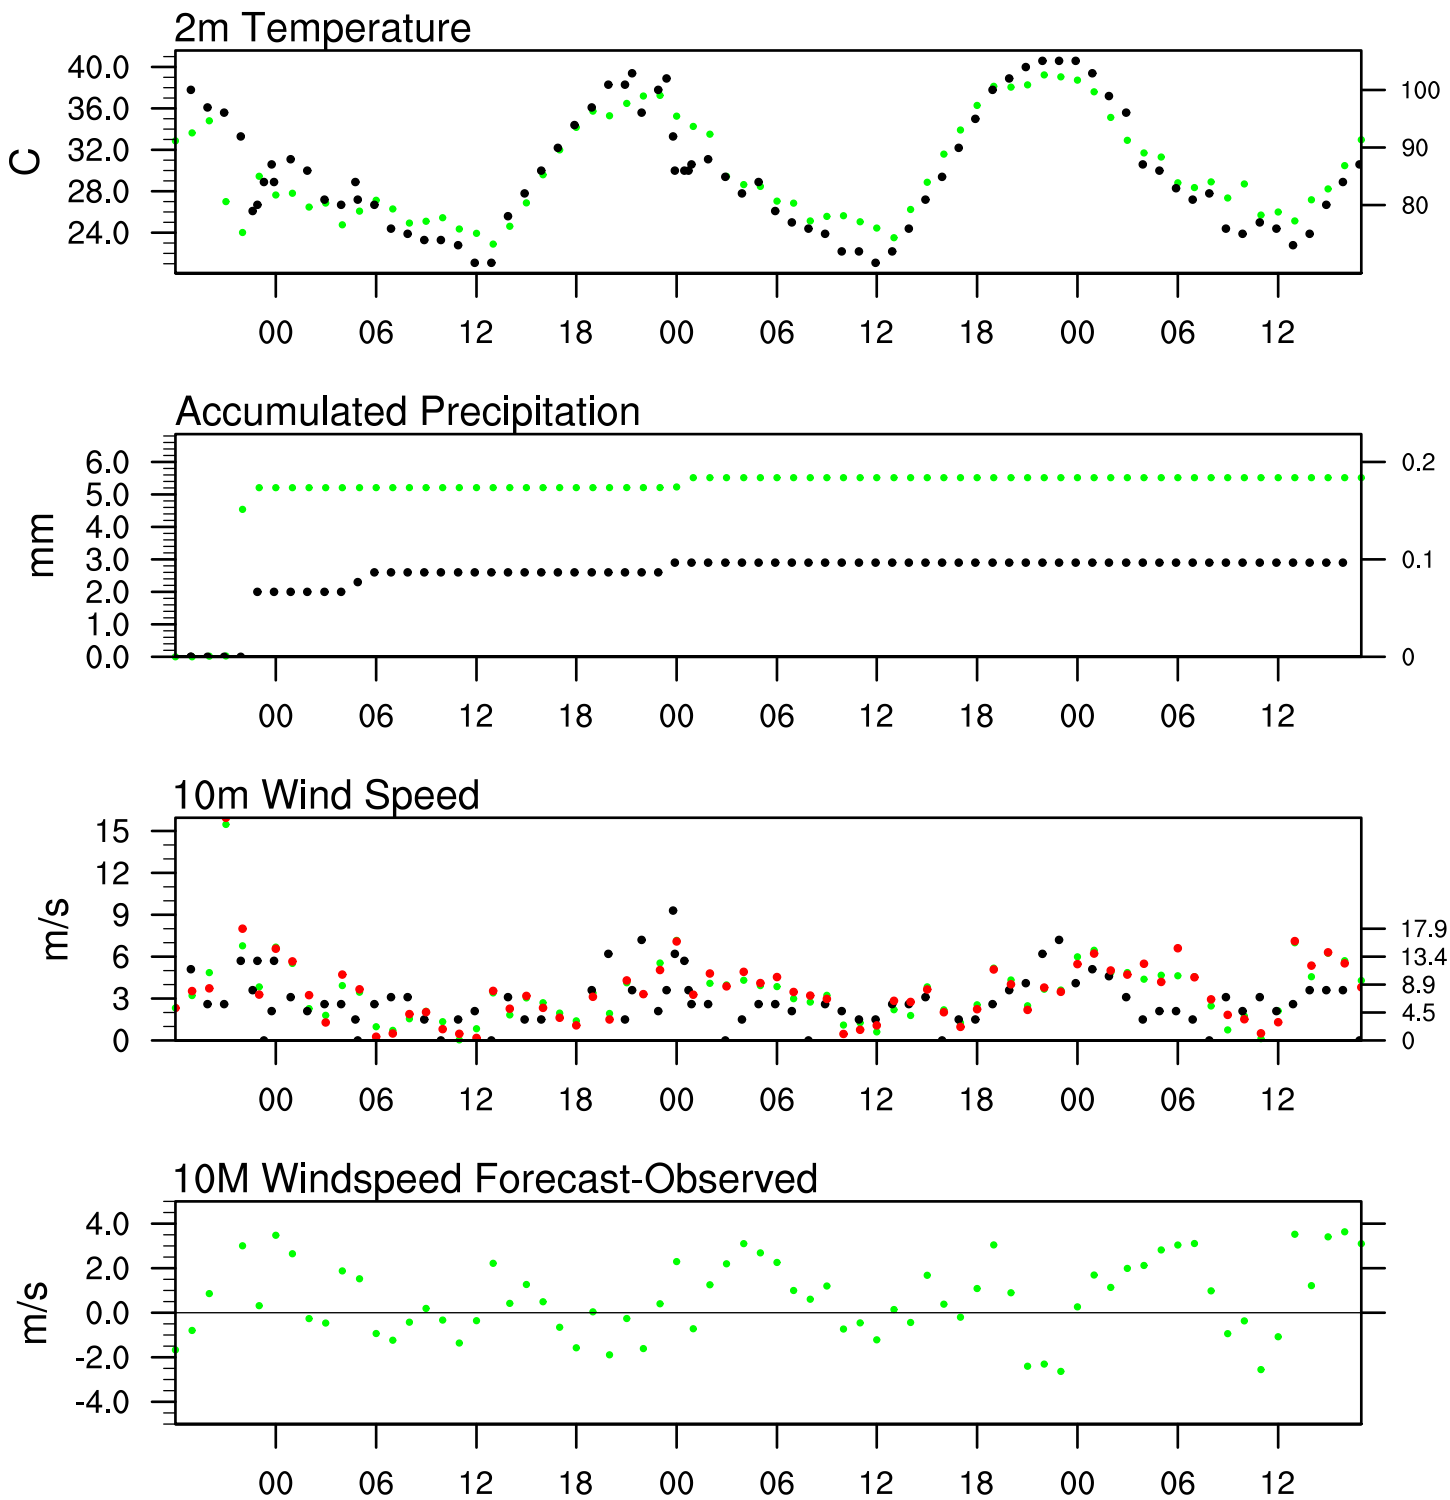 2m Temperature
C
40.0
36.0
32.0
28.0
24.0
100
90
80
00 06 12 18 00 06 12 18 00 06 12
Accumulated Precipitation
mm
6.0
5.0
4.0
3.0
2.0
1.0
0.0
0.2
0.1
0
00 06 12 18 00 06 12 18 00 06 12
10m Wind Speed
m/s
15
12
9
6
3
0
17.9
13.4
8.9
4.5
0
00 06 12 18 00 06 12 18 00 06 12
10M Windspeed Forecast-Observed
m/s
4.0
2.0
0.0
-2.0
-4.0
00 06 12 18 00 06 12 18 00 06 12